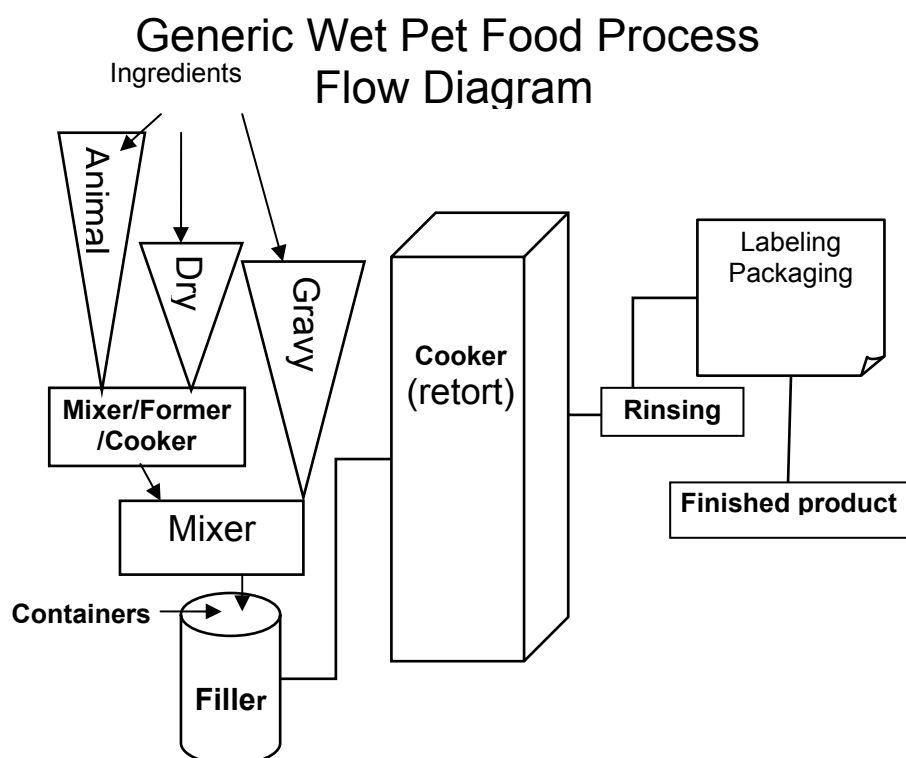 Generic Wet Pet Food Process
Flow Diagram
Ingredients
Animal
Dry
Gravy
Mixer/Former
/Cooker
Mixer
Containers
Filler
Cooker
(retort)
Rinsing
Labeling
Packaging
Finished product